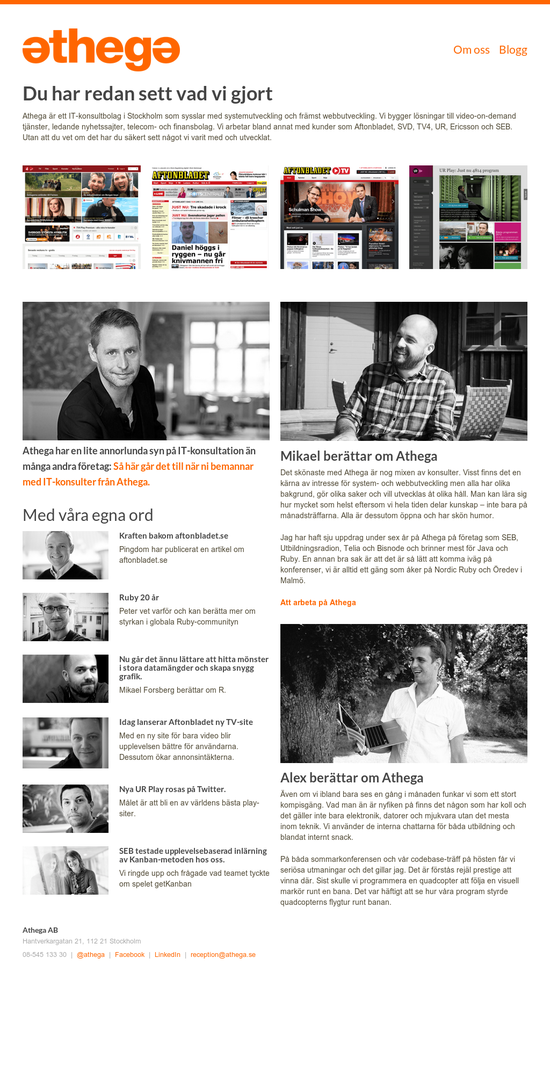 athega
Om oss Blogg
Du har redan sett vad vi gjort
Athega är ett IT-konsultbolag i Stockholm som sysslar med systemutveckling och främst webbutveckling. Vi bygger lösningar till video-on-demand
tjänster, ledande nyhetssajter, telecom- och finansbolag. Vi arbetar bland annat med kunder som Aftonbladet, SVD, TV4, UR, Ericsson och SEB.
Utan att du vet om det har du säkert sett något vi varit med och utvecklat.
AFTONBLADET
Daniel höggs i
ryggen – nu går
knivmannen fri
AFTONBLADET TV
Schulman Show
UR Play: Just nu after program
Athega har en lite annorlunda syn på IT-konsultation än
många andra företag: Så här går det till när ni bemannar
med IT-konsulter från Athega.
Med våra egna ord
Kraften bakom aftonbladet.se
Pingdom har publicerat en artikel om
aftonbladet.se
Ruby 20 år
Peter vet varför och kan berätta mer om
styrkan i globala Ruby-communityn
Nu går det ännu lättare att hitta mönster
i stora datamängder och skapa snygg
grafik.
Mikael Forsberg berättar om R.
Idag lanserar Aftonbladet ny TV-site
Med en ny site för bara video blir
upplevelsen bättre för användarna.
Dessutom ökar annonsintäkterna.
Nya UR Play rosas på Twitter.
Målet är att bli en av världens bästa play-
siter.
SEB testade upplevelsebaserad inlärning
av Kanban-metoden hos oss.
Vi ringde upp och frågade vad teamet tyckte
om spelet getKanban
Mikael berättar om Athega
Det skönaste med Athega är nog mixen av konsulter. Visst finns det en
kärna av intresse för system- och webbutveckling men alla har olika
bakgrund, gör olika saker och vill utvecklas åt olika håll. Man kan lära sig
hur mycket som helst eftersom vi hela tiden delar kunskap – inte bara på
månadsträffarna. Alla är dessutom öppna och har skön humor.
Jag har haft sju uppdrag under sex år på Athega på företag som SEB,
Utbildningsradion, Telia och Bisnode och brinner mest för Java och
Ruby. En annan bra sak är att det är så lätt att komma iväg på
konferenser, vi är alltid ett gäng som åker på Nordic Ruby och Öredev i
Malmö.
Att arbeta på Athega
Alex berättar om Athega
Även om vi ibland bara ses en gång i månaden funkar vi som ett stort
kompisgäng. Vad man än är nyfiken på finns det någon som har koll och
det gäller inte bara elektronik, datorer och mjukvara utan det mesta
inom teknik. Vi använder de interna chattarna för båda utbildning och
blandat internt snack.
På båda sommarkonferensen och vår codebase-träff på hösten får vi
seriösa utmaningar och det gillar jag. Det är förstås rejäl prestige att
vinna där. Sist skulle vi programmera en quadcopter att följa en visuell
markör runt en bana. Det var häftigt att se hur våra program styrde
quadcopterns flygtur runt banan.
Athega AB
Hantverkargatan 21, 112 21 Stockholm
08-545 133 30 | @athega | Facebook | LinkedIn | reception@athega.se